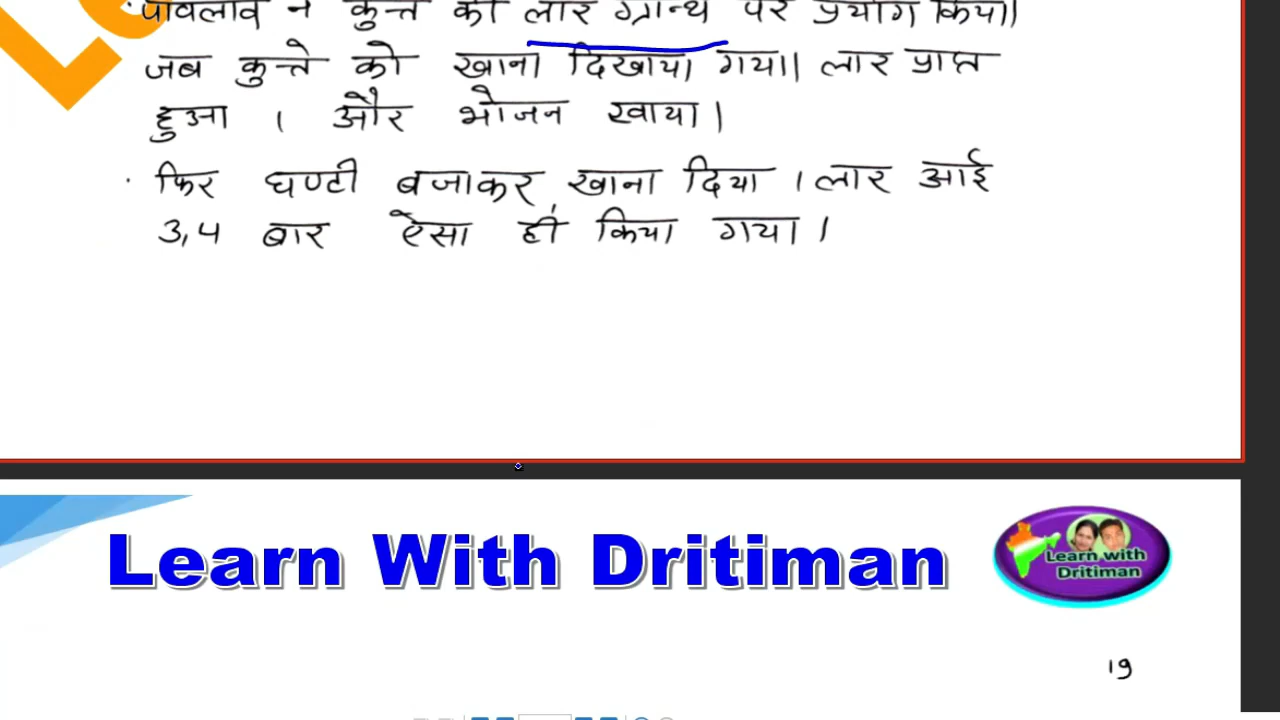 पावलाव ने कुत्ते की लार ग्रान्थि पर प्रयोग किया।
जब कुत्ते को खाना दिखाया गया। लार प्राप्त
हुआ । और भोजन खाया।
फिर घण्टी बजाकर, खाना दिया । लार आई
3,4 बार ऐसा ही किया गया ।
Learn With Dritiman
Learn with
Dritiman
19